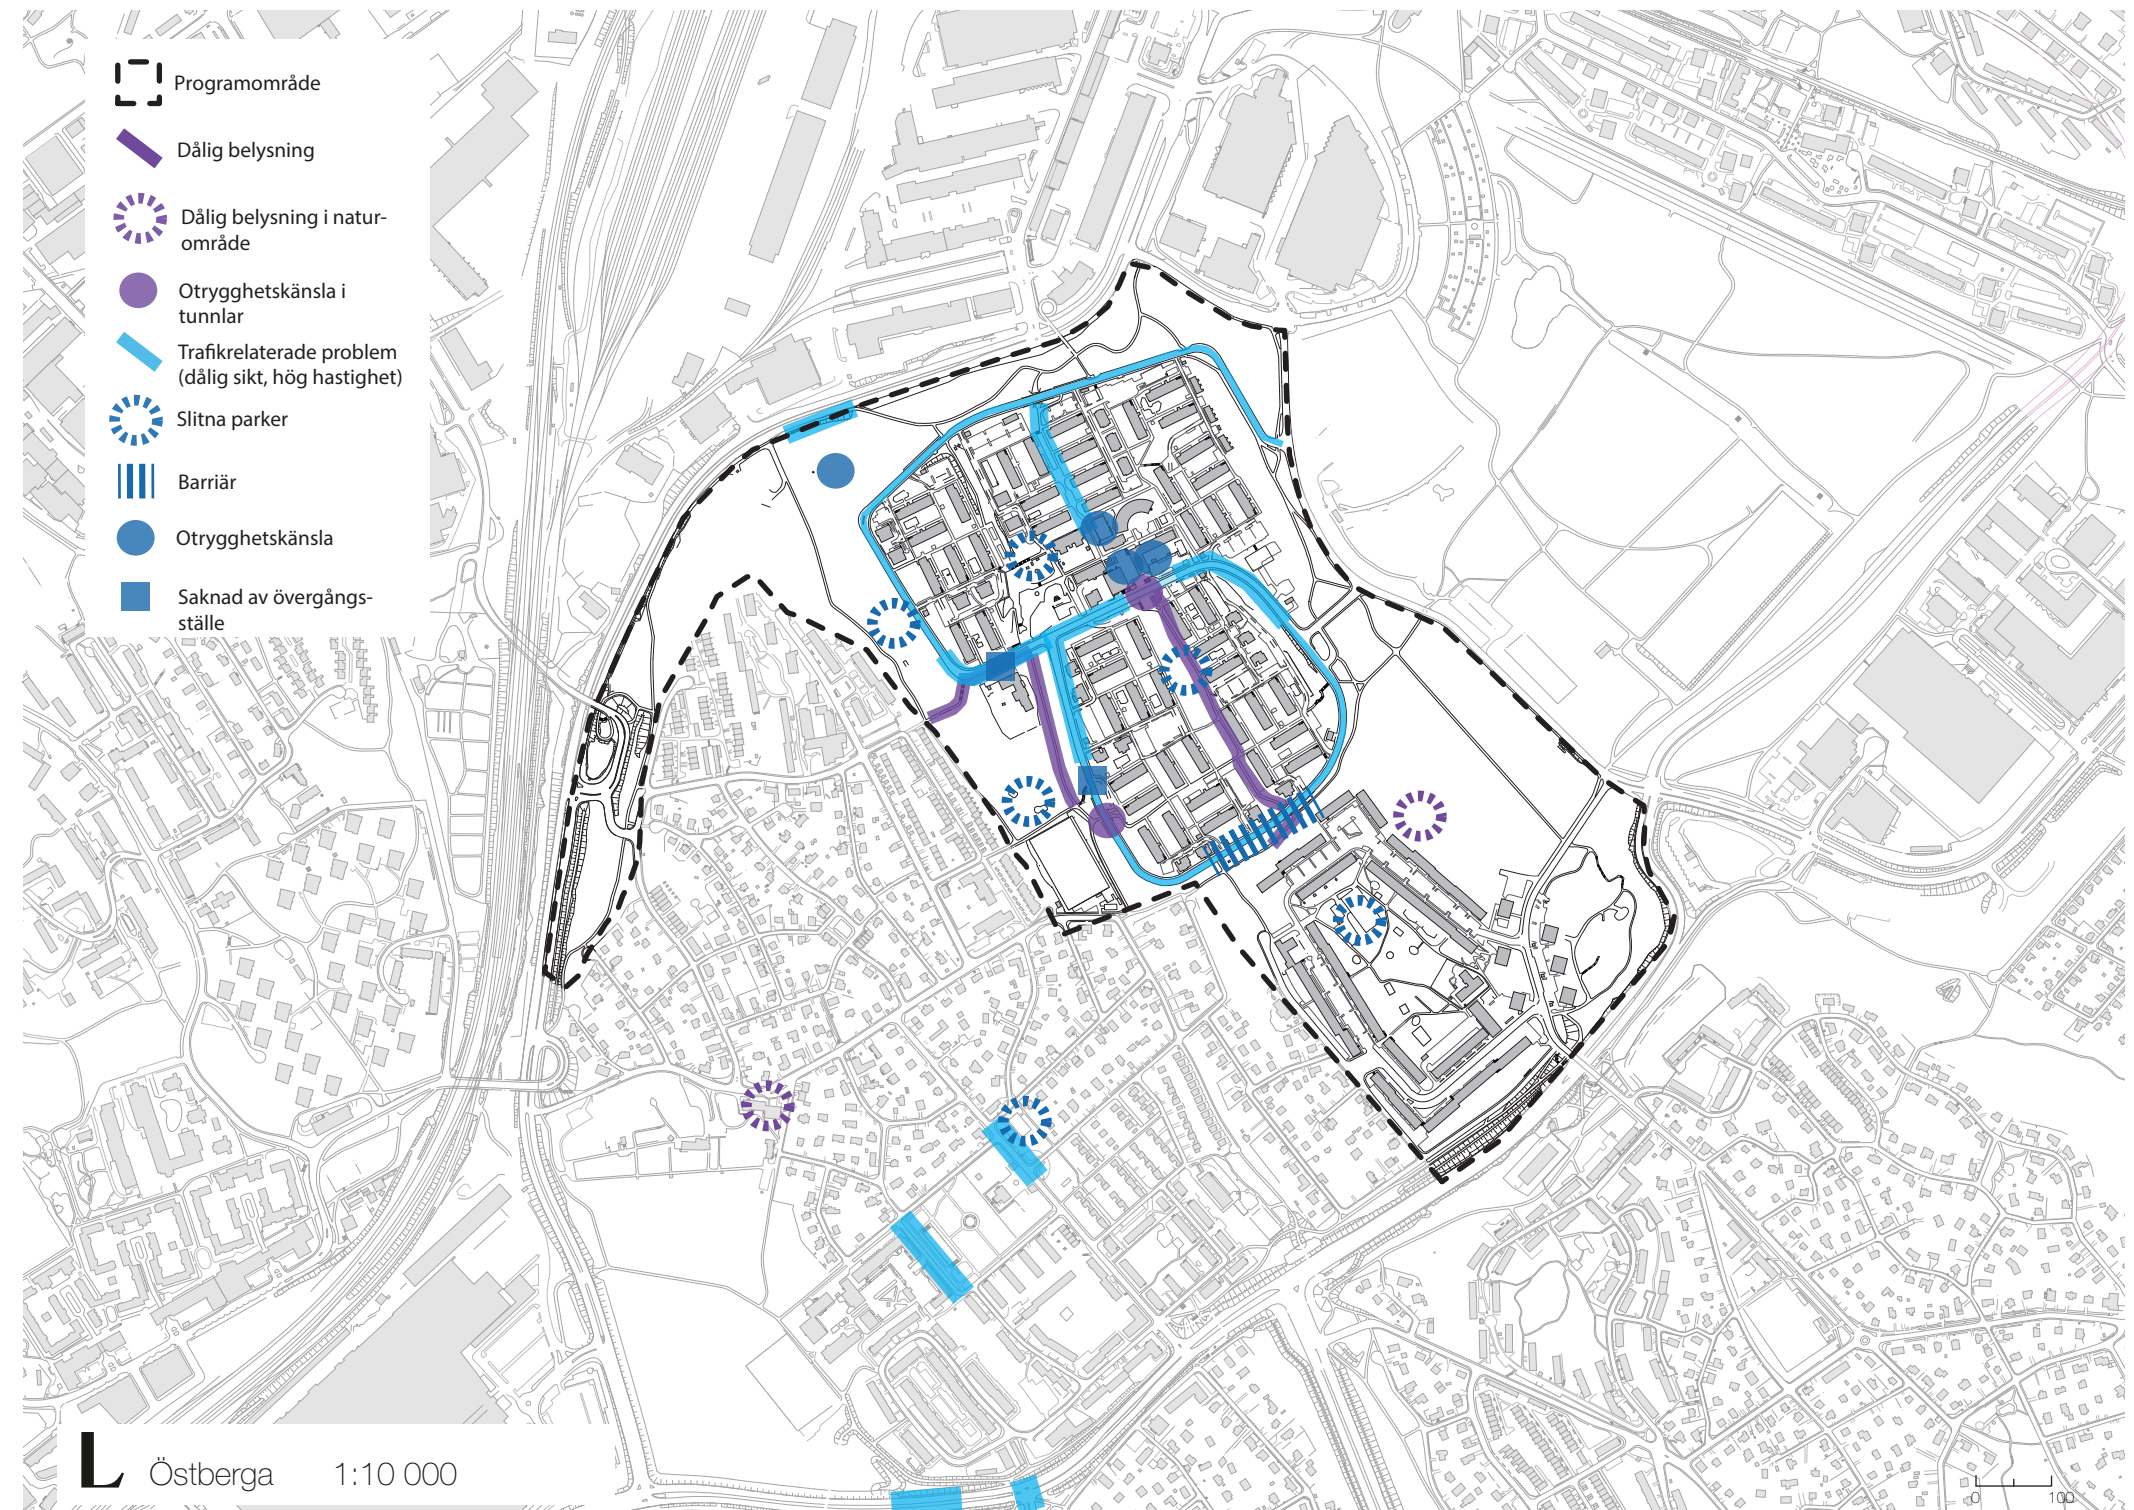 Programområde
Dålig belysning
Dålig belysning i natur-
område
Otrygghetskänsla i
tunnlar
Trafikrelaterade problem
(dålig sikt, hög hastighet)
Slitna parker
Barriär
Otrygghetskänsla
Saknad av övergångs-
ställe
L Östberga 1:10 000
0 100